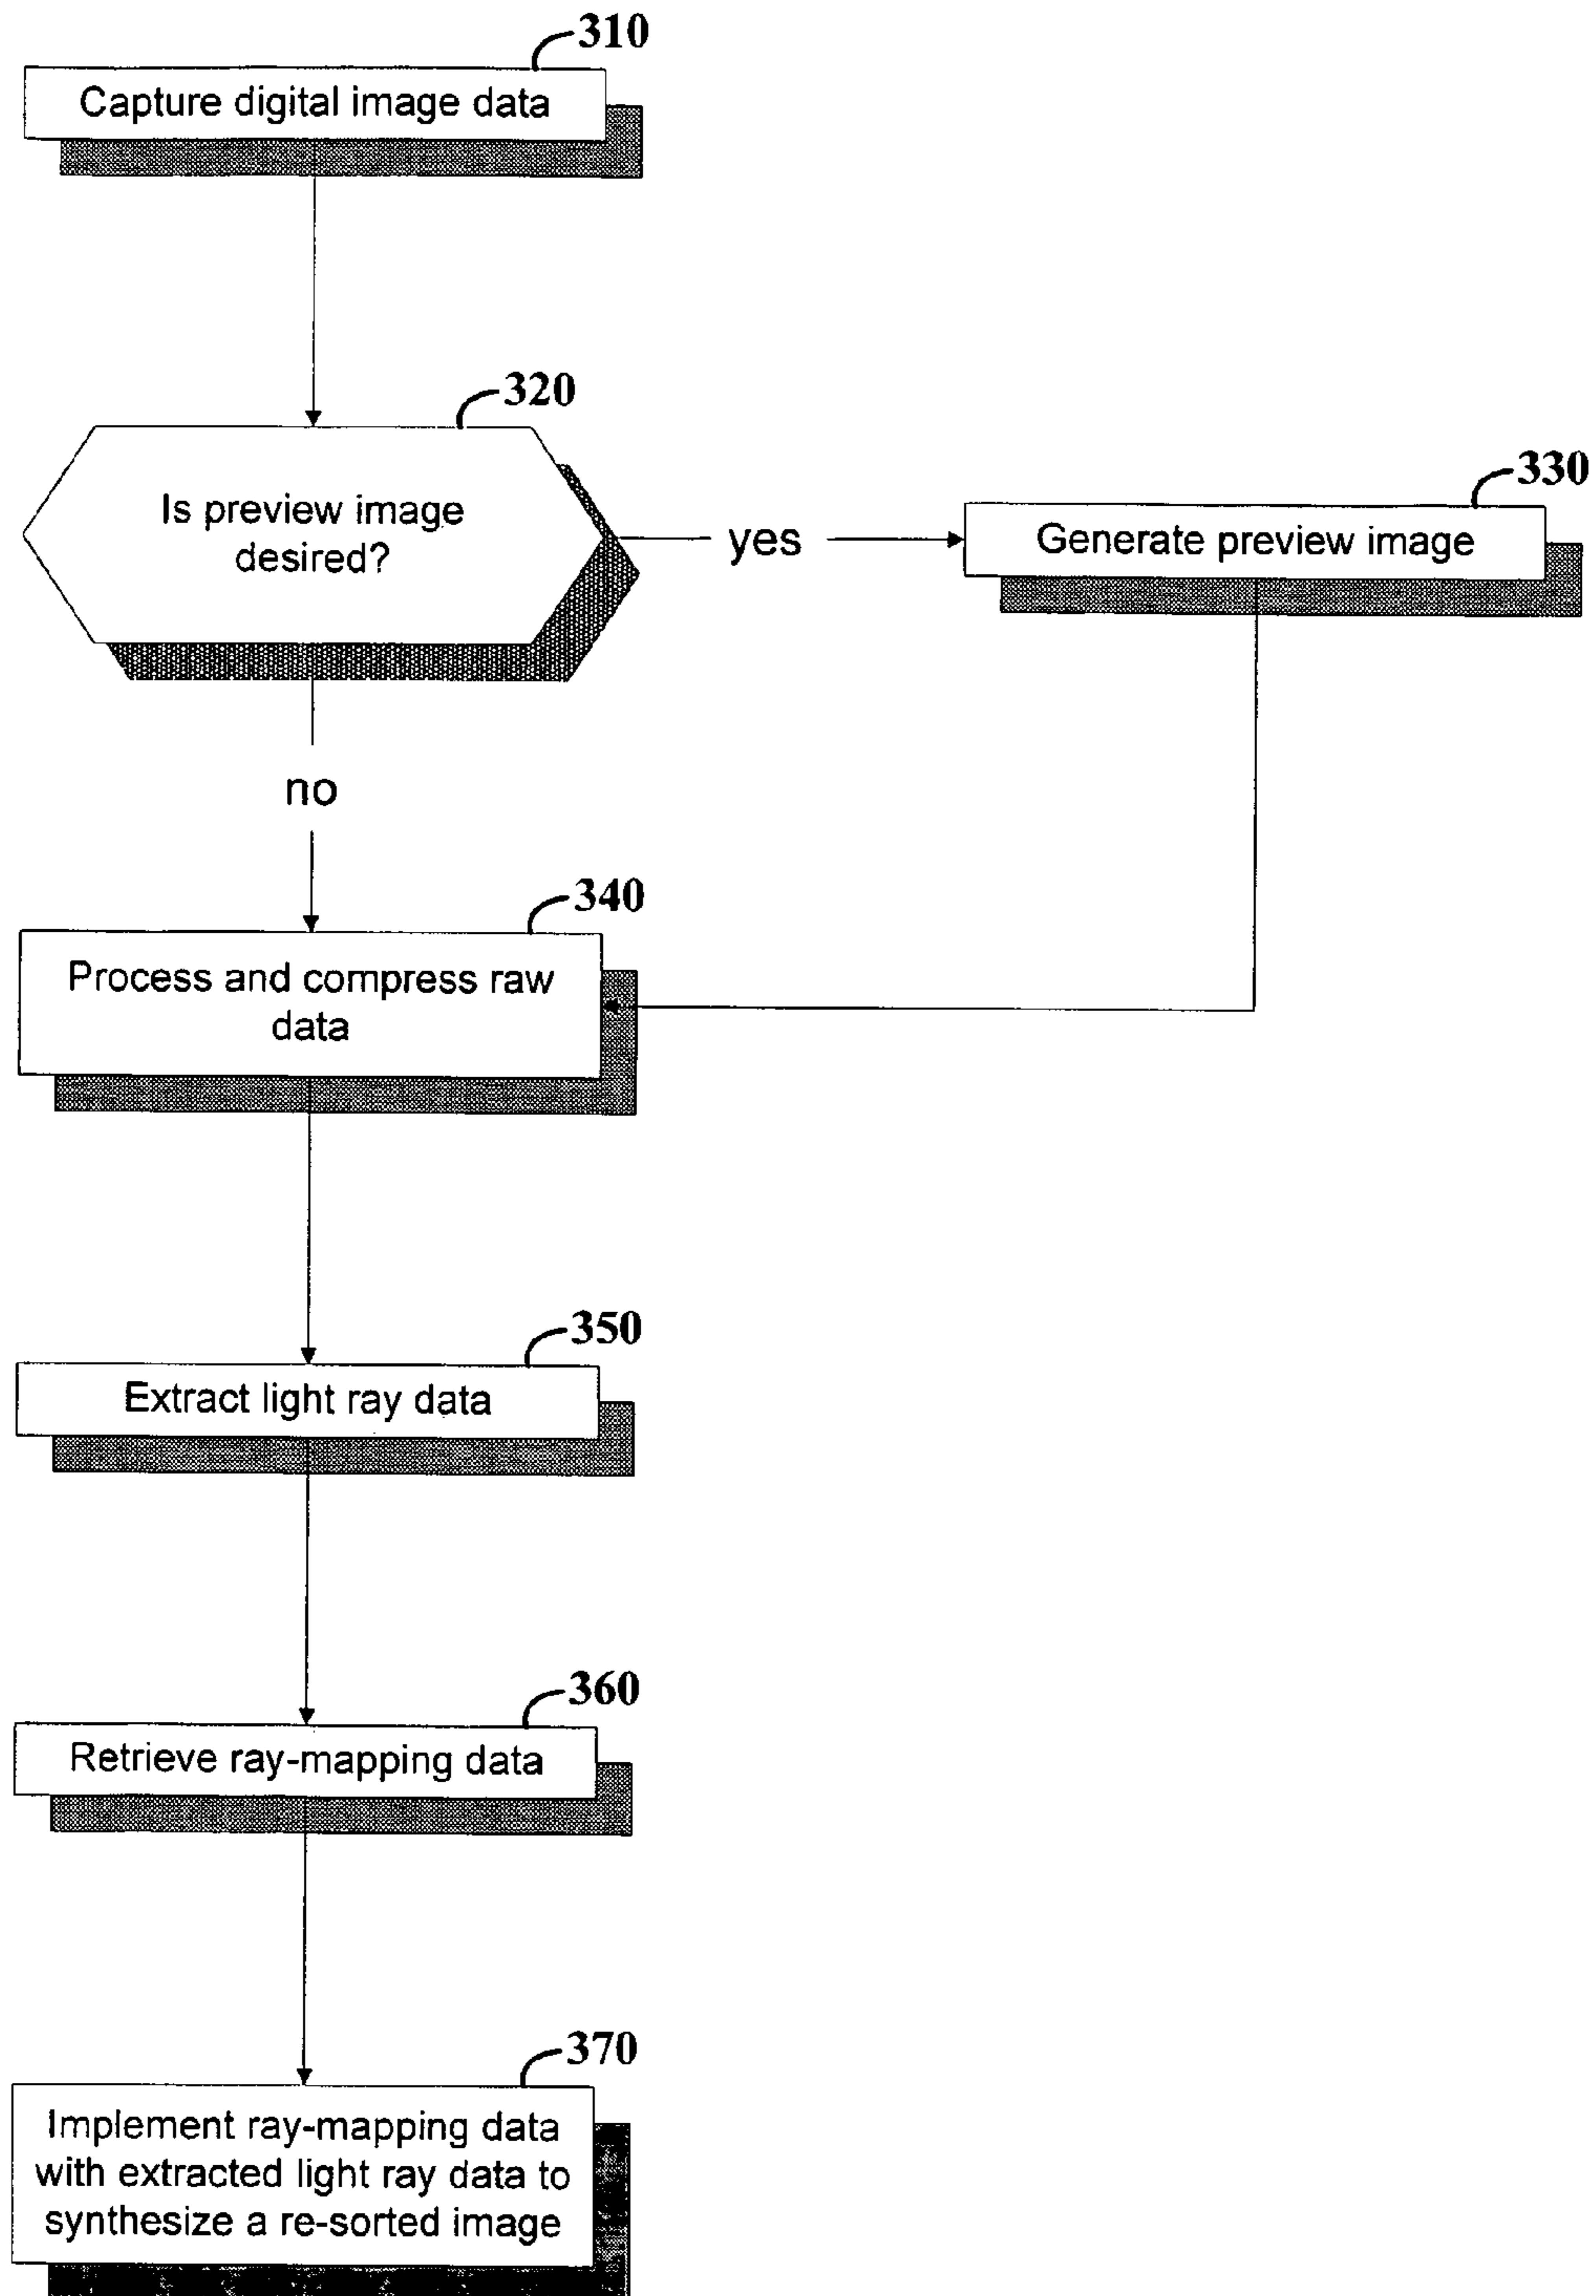 310
Capture digital image data
320
Is preview image
desired?
yes
330
Generate preview image
no
340
Process and compress raw
data
350
Extract light ray data
360
Retrieve ray-mapping data
370
Implement ray-mapping data
with extracted light ray data to
synthesize a re-sorted image